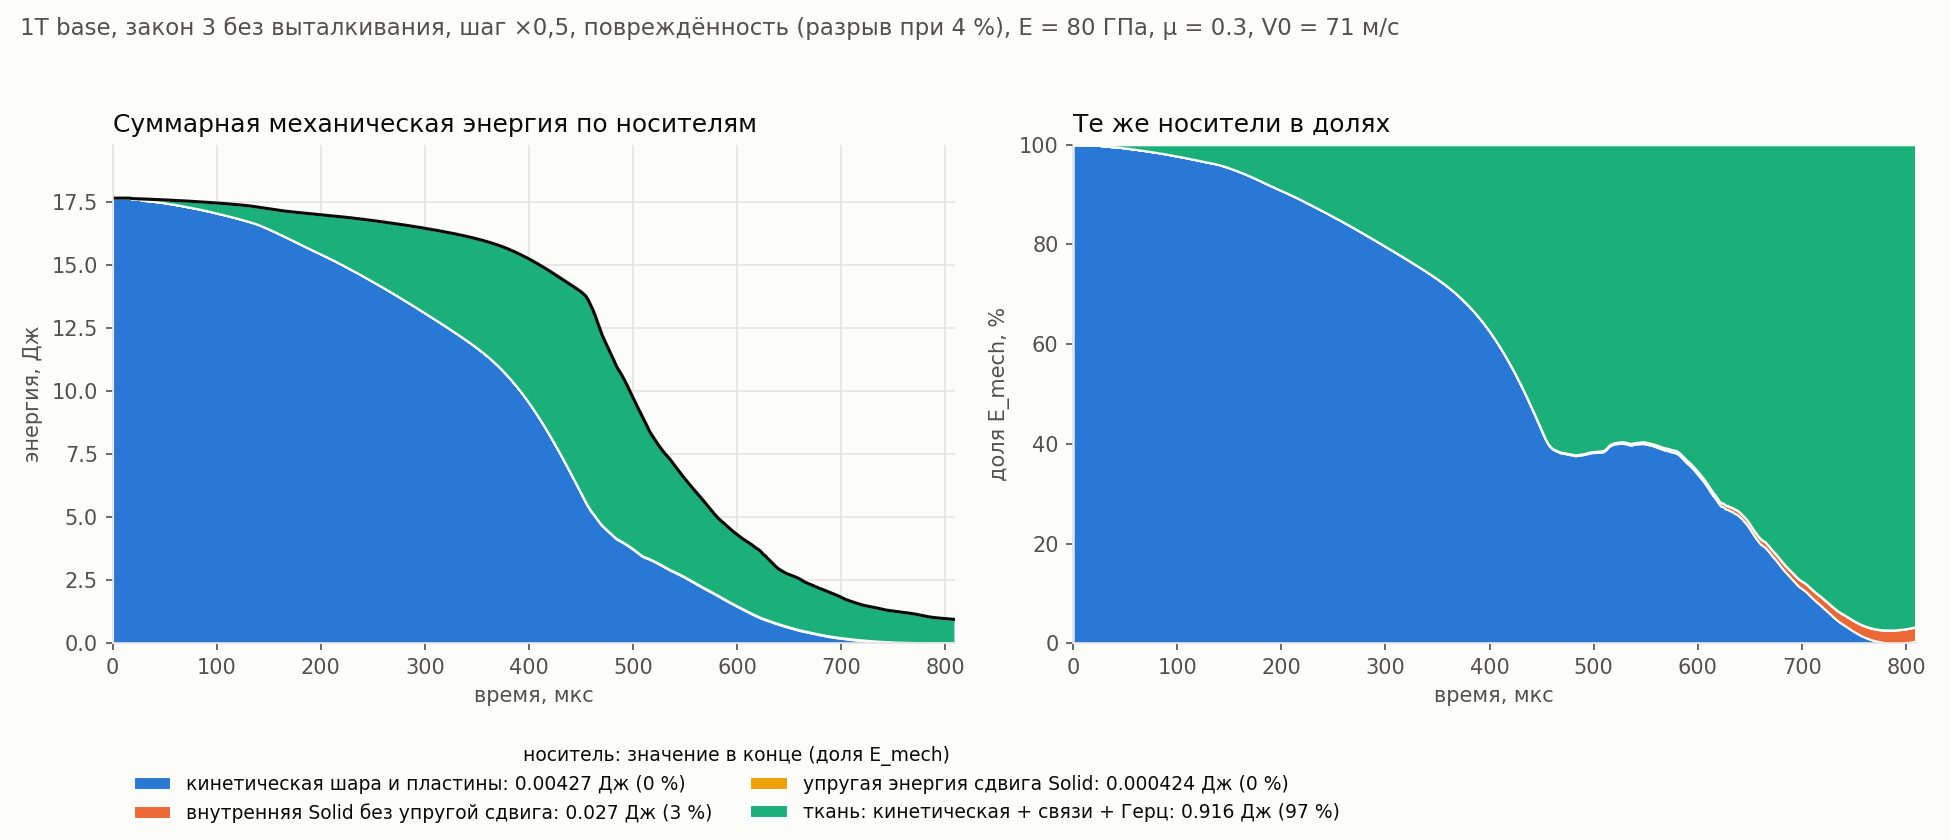 1T base, закон 3 без выталкивания, шаг ×0,5, повреждённость (разрыв при 4 %), E = 80 ГПа, μ = 0.3, V0 = 71 м/с
Суммарная механическая энергия по носителям
энергия, Дж
17.5
15.0
12.5
10.0
7.5
5.0
2.5
0.0
0 100 200 300 400 500 600 700 800
время, мкс
Те же носители в долях
доля E_mech, %
100
80
60
40
20
0
0 100 200 300 400 500 600 700 800
время, мкс
носитель: значение в конце (доля E_mech)
кинетическая шара и пластины: 0.00427 Дж (0 %)
внутренняя Solid без упругой сдвига: 0.027 Дж (3 %)
упругая энергия сдвига Solid: 0.000424 Дж (0 %)
ткань: кинетическая + связи + Герц: 0.916 Дж (97 %)